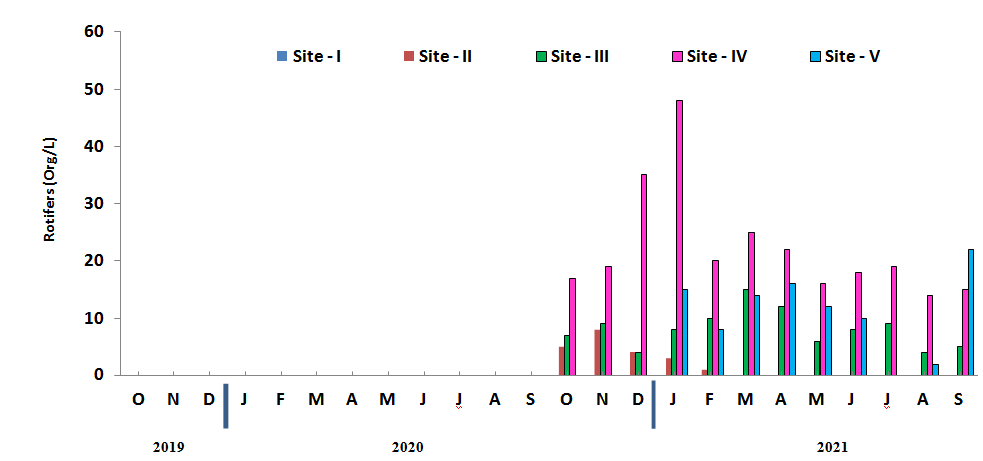 60
Site - I Site - II Site - III Site - IV Site - V
50
40
30
20
10
0
Rotifers (Org/L)
O N D J F M A M J J A S O N D J F M A M J J A S
2019 2020 2021